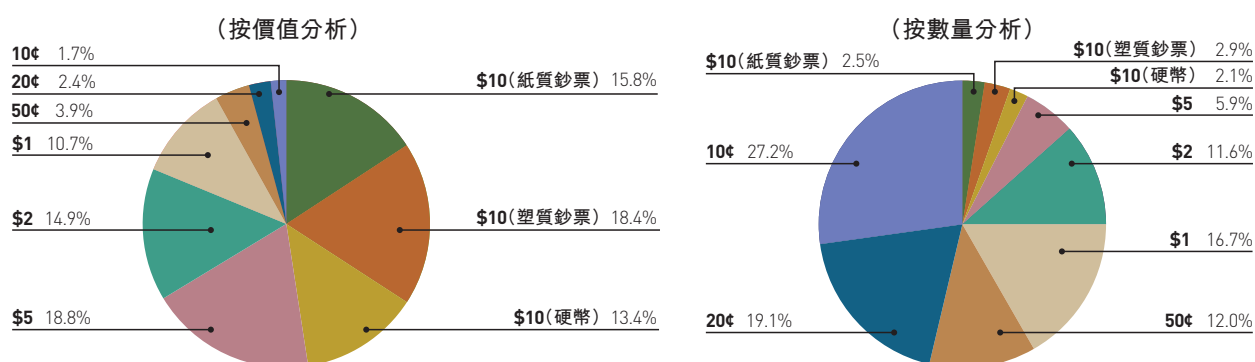 （按價值分析）
10¢ 1.7%
20¢ 2.4%
50¢ 3.9%
$1 10.7%
$2 14.9%
$5 18.8%
$10（紙質鈔票） 15.8%
$10（塑質鈔票） 18.4%
$10（硬幣） 13.4%
（按數量分析）
$10（紙質鈔票） 2.5%
10¢ 27.2%
20¢ 19.1%
$10（塑質鈔票） 2.9%
$10（硬幣） 2.1%
$5 5.9%
$2 11.6%
$1 16.7%
50¢ 12.0%